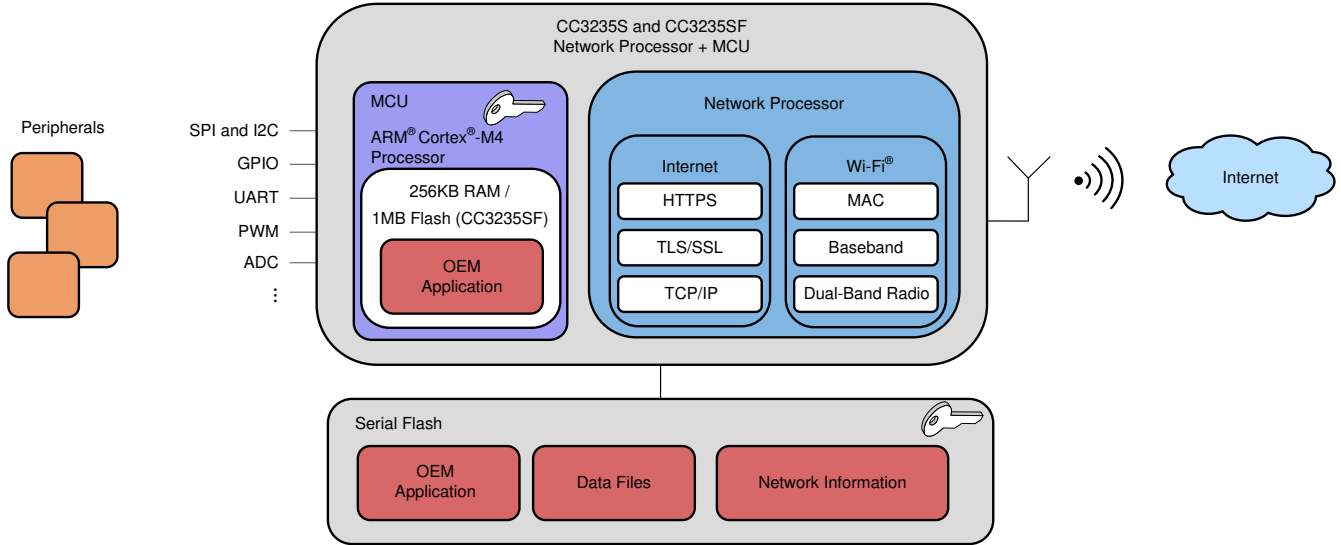 CC3235S and CC3235SF
Network Processor + MCU
Peripherals
SPI and I2C
GPIO
UART
PWM
ADC
⋮
MCU
ARM® Cortex®-M4
Processor
256KB RAM /
1MB Flash (CC3235SF)
OEM
Application
Network Processor
Internet
HTTPS
TLS/SSL
TCP/IP
Wi-Fi®
MAC
Baseband
Dual-Band Radio
Internet
Serial Flash
OEM
Application
Data Files
Network Information